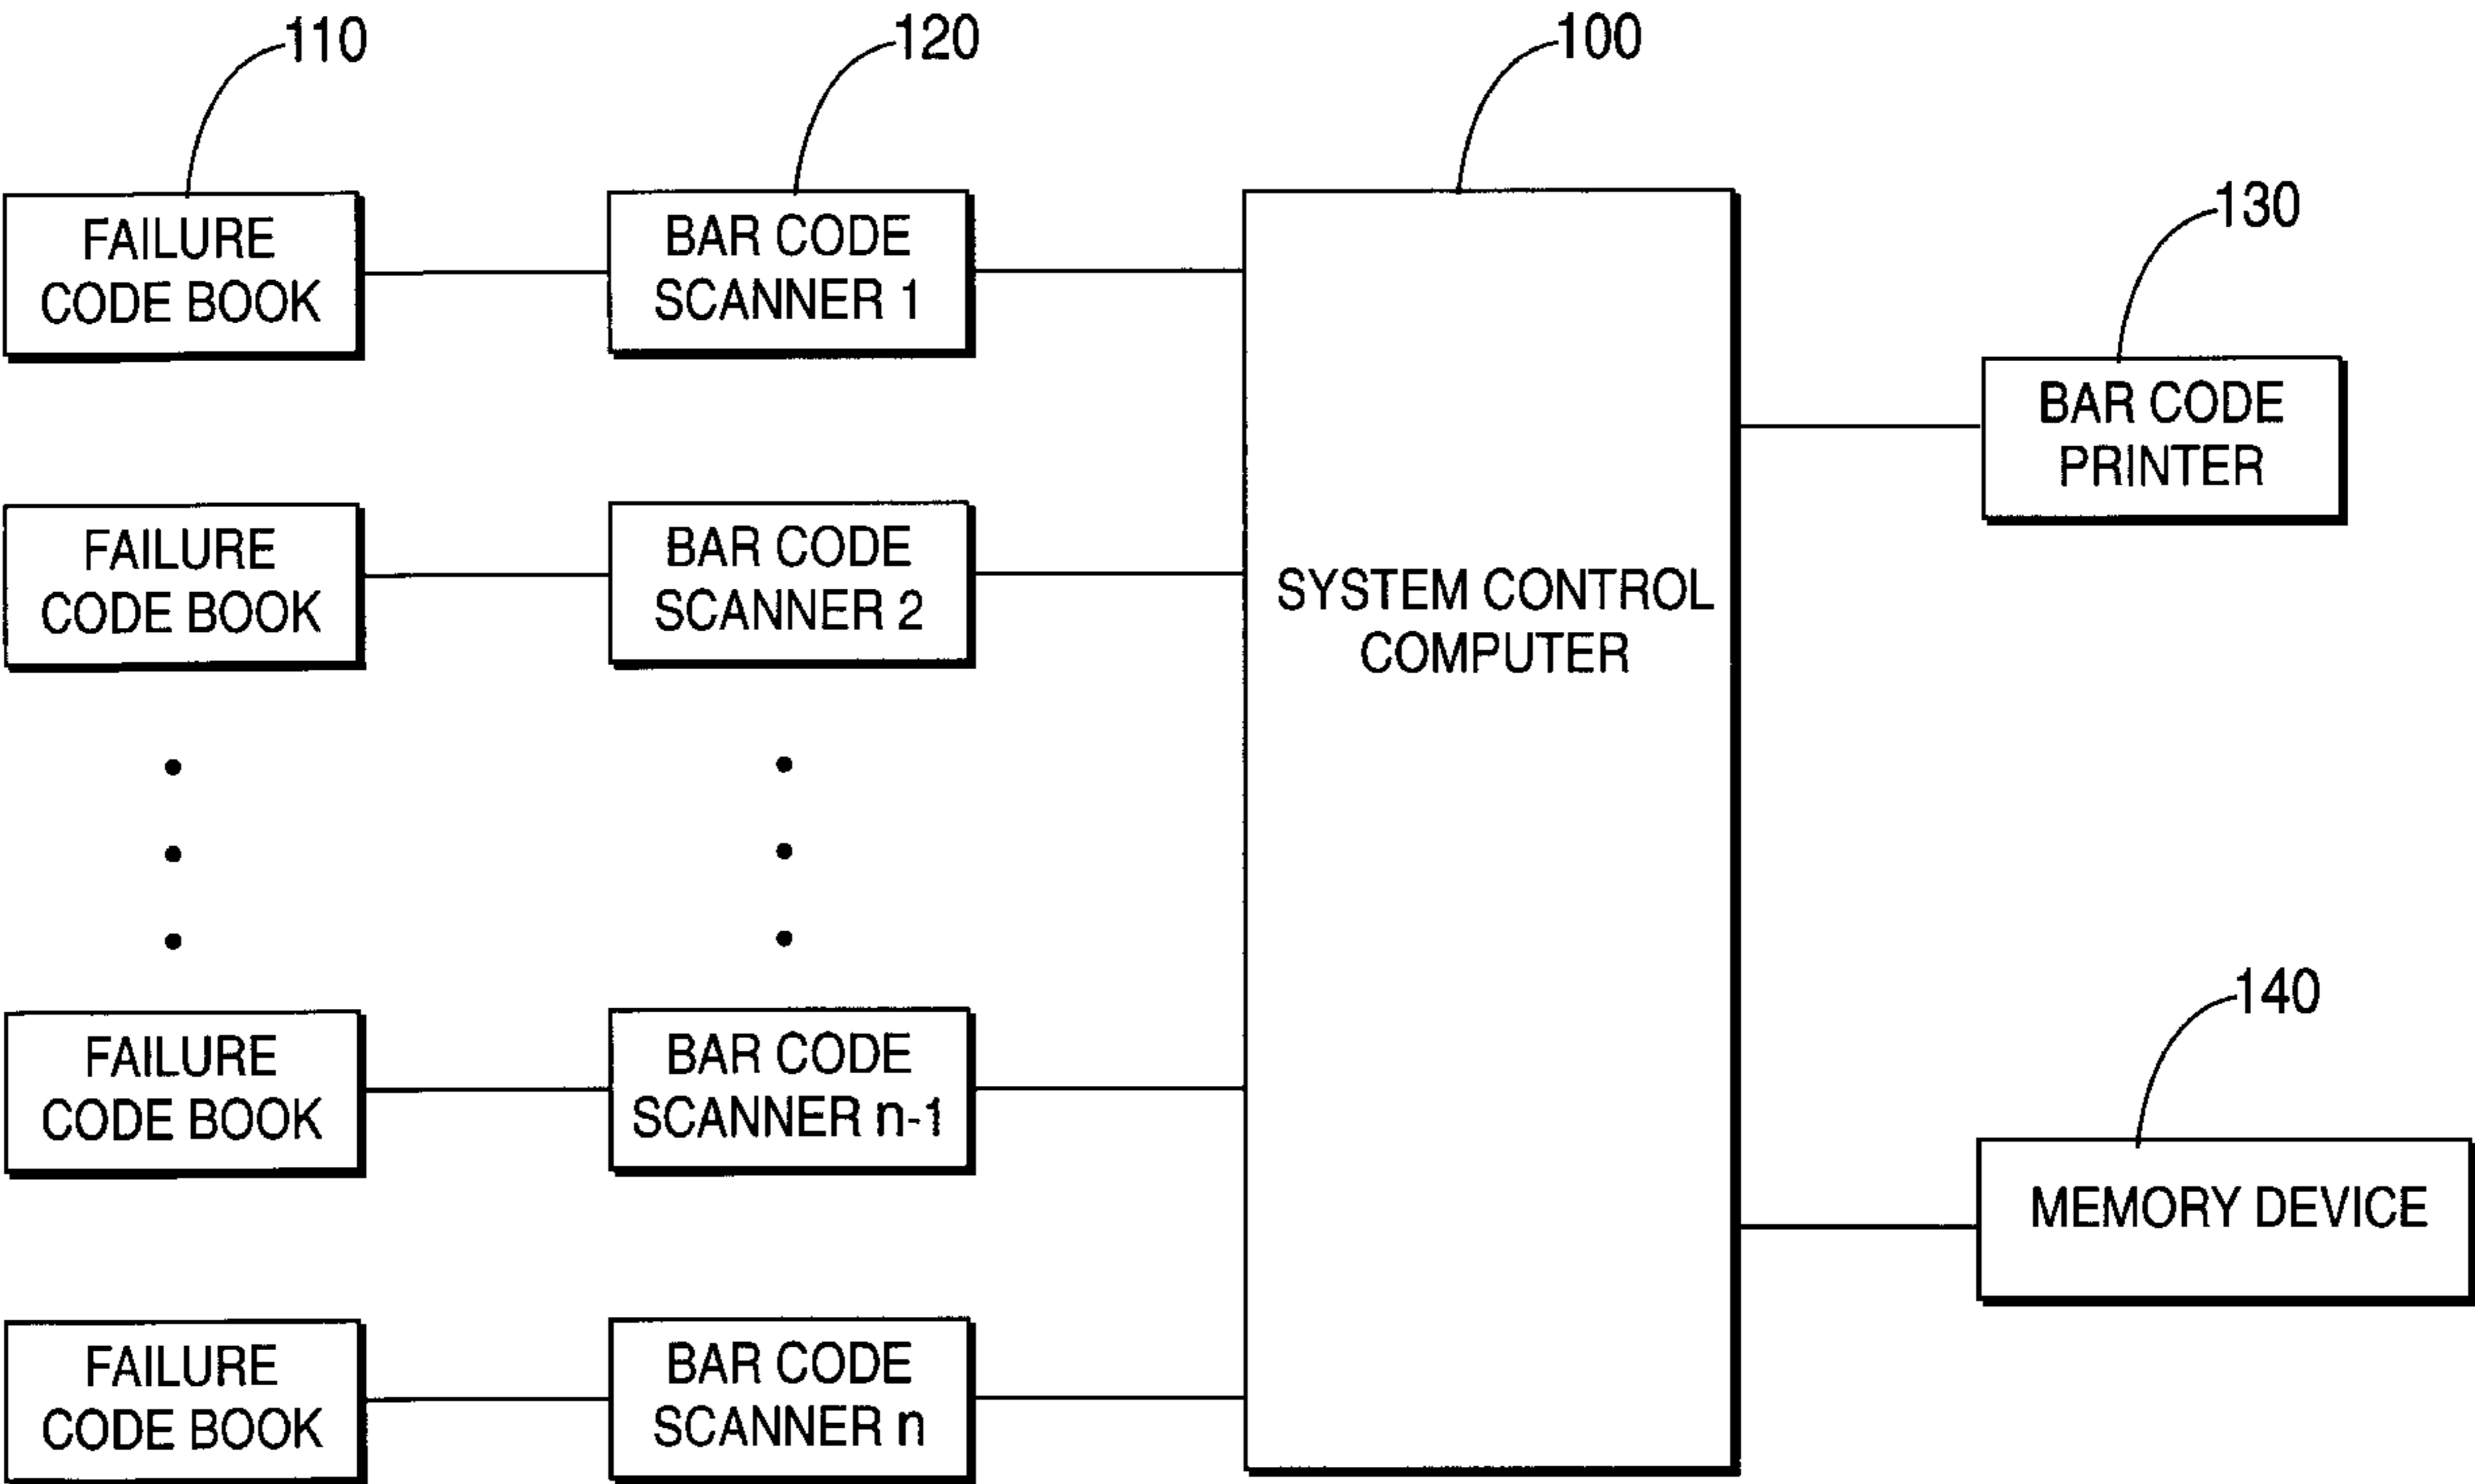 110
120
100
130
FAILURE
CODE BOOK
BAR CODE
SCANNER 1
BAR CODE
PRINTER
FAILURE
CODE BOOK
BAR CODE
SCANNER 2
SYSTEM CONTROL
COMPUTER
140
FAILURE
CODE BOOK
BAR CODE
SCANNER n-1
MEMORY DEVICE
FAILURE
CODE BOOK
BAR CODE
SCANNER n